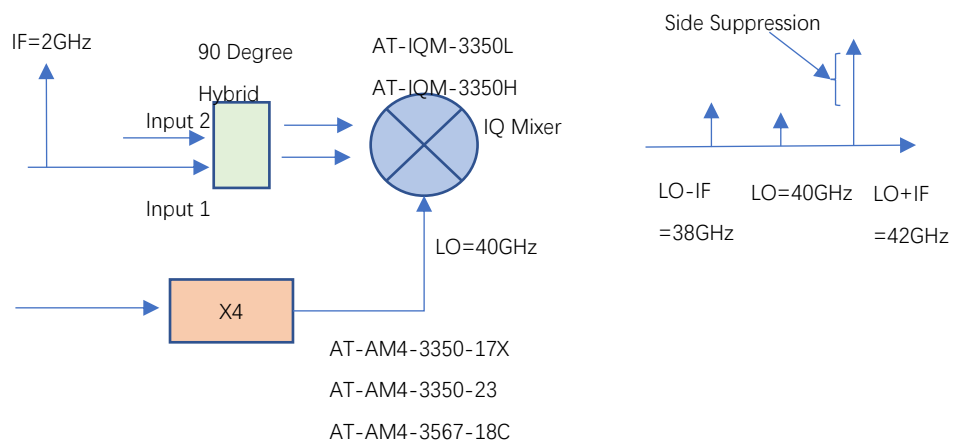 IF=2GHz
90 Degree
Hybrid
Input 2
Input 1
AT-IQM-3350L
AT-IQM-3350H
IQ Mixer
LO=40GHz
X4
AT-AM4-3350-17X
AT-AM4-3350-23
AT-AM4-3567-18C
Side Suppression
LO-IF
=38GHz
LO=40GHz
LO+IF
=42GHz